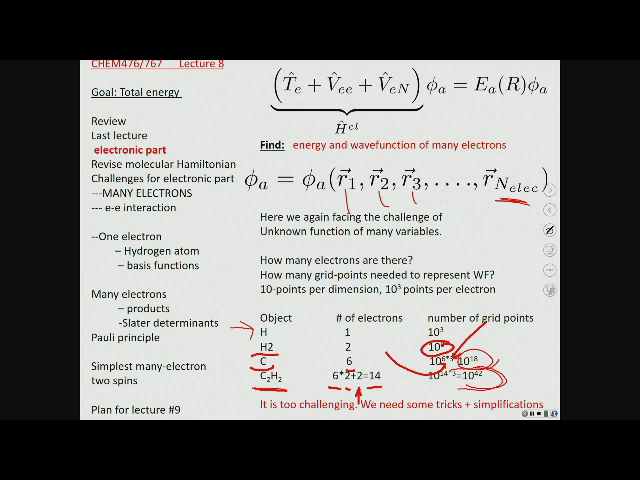 CHEM476/767 Lecture 8
Goal: Total energy
Review
Last lecture
electronic part
Revise molecular Hamiltonian
Challenges for electronic part
---MANY ELECTRONS
--- e-e interaction
--One electron
– Hydrogen atom
– basis functions
Many electrons
– products
-Slater determinants
Pauli principle
Simplest many-electron
two spins
Plan for lecture #9
(T̂e + V̂ee + V̂eN) ϕa = Ea(R)ϕa
Ĥel
Find: energy and wavefunction of many electrons
ϕa = ϕa(r⃗1, r⃗2, r⃗3, . . . ., r⃗Nelec)
Here we again facing the challenge of
Unknown function of many variables.
How many electrons are there?
How many grid-points needed to represent WF?
10-points per dimension, 10³ points per electron
Object # of electrons number of grid points
H 1 10³
H2 2 10⁶
C 6 10⁶*³ 10¹⁸
C₂H₂ 6*2+2=14 10¹⁴*³=10⁴²
It is too challenging. We need some tricks + simplifications